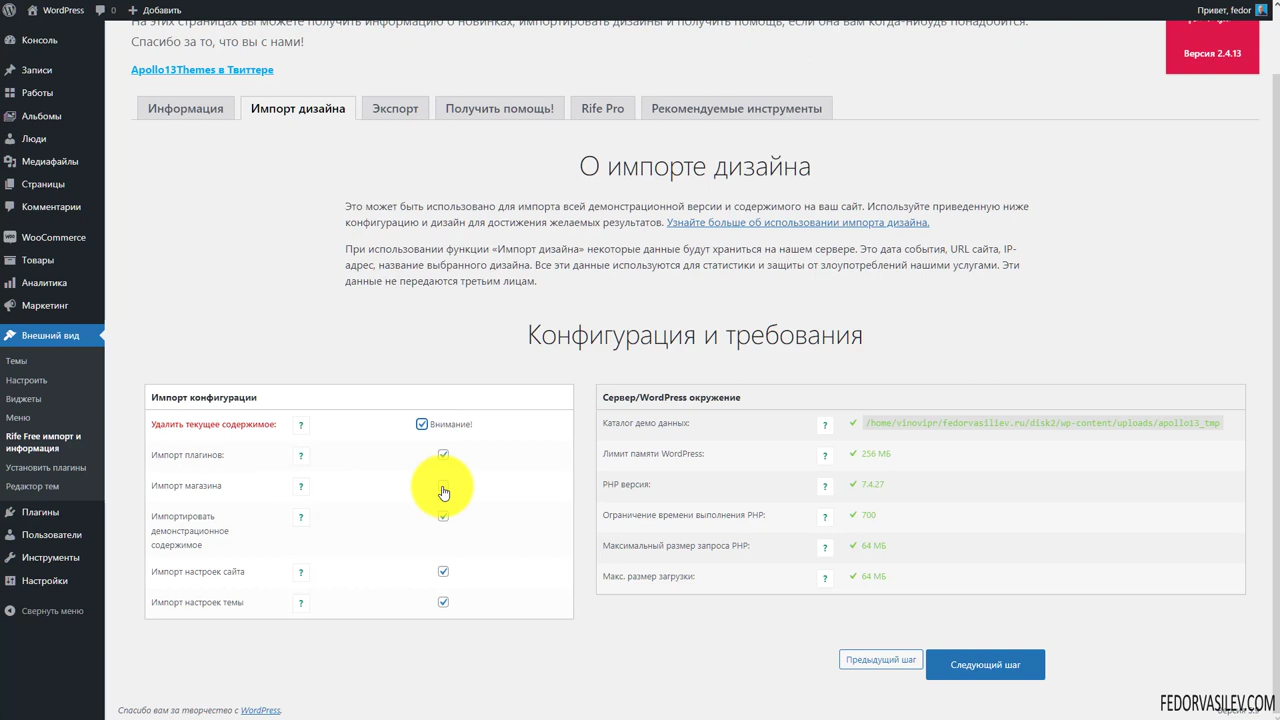 WordPress 0 Добавить Привет, fedor
На этих страницах вы можете получить информацию о новинках, импортировать дизайны и получить помощь, если она вам когда-нибудь понадобится.
Спасибо за то, что вы с нами!
Версия 2.4.13
Apollo13Themes в Твиттере
Информация Импорт дизайна Экспорт Получить помощь! Rife Pro Рекомендуемые инструменты
Консоль
Записи
Работы
Альбомы
Люди
Медиафайлы
Страницы
Комментарии
WooCommerce
Товары
Аналитика
Маркетинг
Внешний вид
Темы
Настроить
Виджеты
Меню
Rife Free импорт и
информация
Установить плагины
Редактор тем
Плагины
Пользователи
Инструменты
Настройки
Свернуть меню
О импорте дизайна
Это может быть использовано для импорта всей демонстрационной версии и содержимого на ваш сайт. Используйте приведенную ниже
конфигурацию и дизайн для достижения желаемых результатов. Узнайте больше об использовании импорта дизайна.
При использовании функции «Импорт дизайна» некоторые данные будут храниться на нашем сервере. Это дата события, URL сайта, IP-
адрес, название выбранного дизайна. Все эти данные используются для статистики и защиты от злоупотреблений нашими услугами. Эти
данные не передаются третьим лицам.
Конфигурация и требования
Импорт конфигурации
Удалить текущее содержимое: ? Внимание!
Импорт плагинов: ?
Импорт магазина ?
Импортировать ?
демонстрационное
содержимое
Импорт настроек сайта ?
Импорт настроек темы ?
Сервер/WordPress окружение
Каталог демо данных: ? /home/vinovipr/fedorvasiliev.ru/disk2/wp-content/uploads/apollo13_tmp
Лимит памяти WordPress: ? 256 МБ
PHP версия: ? 7.4.27
Ограничение времени выполнения PHP: ? 700
Максимальный размер запроса PHP: ? 64 МБ
Макс. размер загрузки: ? 64 МБ
Предыдущий шаг Следующий шаг
Спасибо вам за творчество с WordPress.
FEDORVASILEV.COM